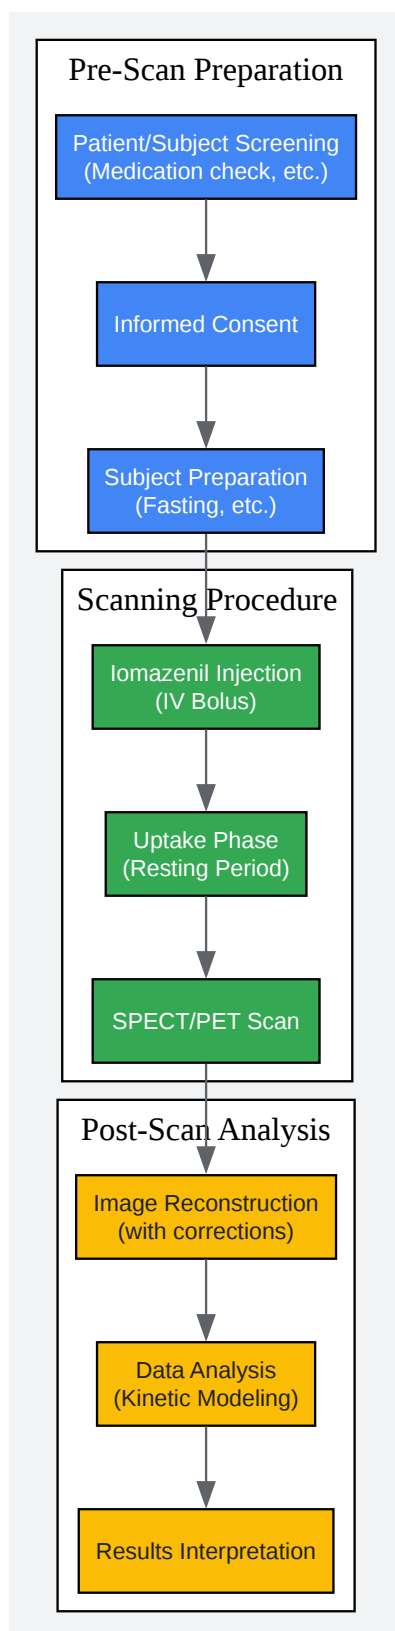 Pre-Scan Preparation
Patient/Subject Screening
(Medication check, etc.)
Informed Consent
Subject Preparation
(Fasting, etc.)
Scanning Procedure
Iomazenil Injection
(IV Bolus)
Uptake Phase
(Resting Period)
SPECT/PET Scan
Post-Scan Analysis
Image Reconstruction
(with corrections)
Data Analysis
(Kinetic Modeling)
Results Interpretation